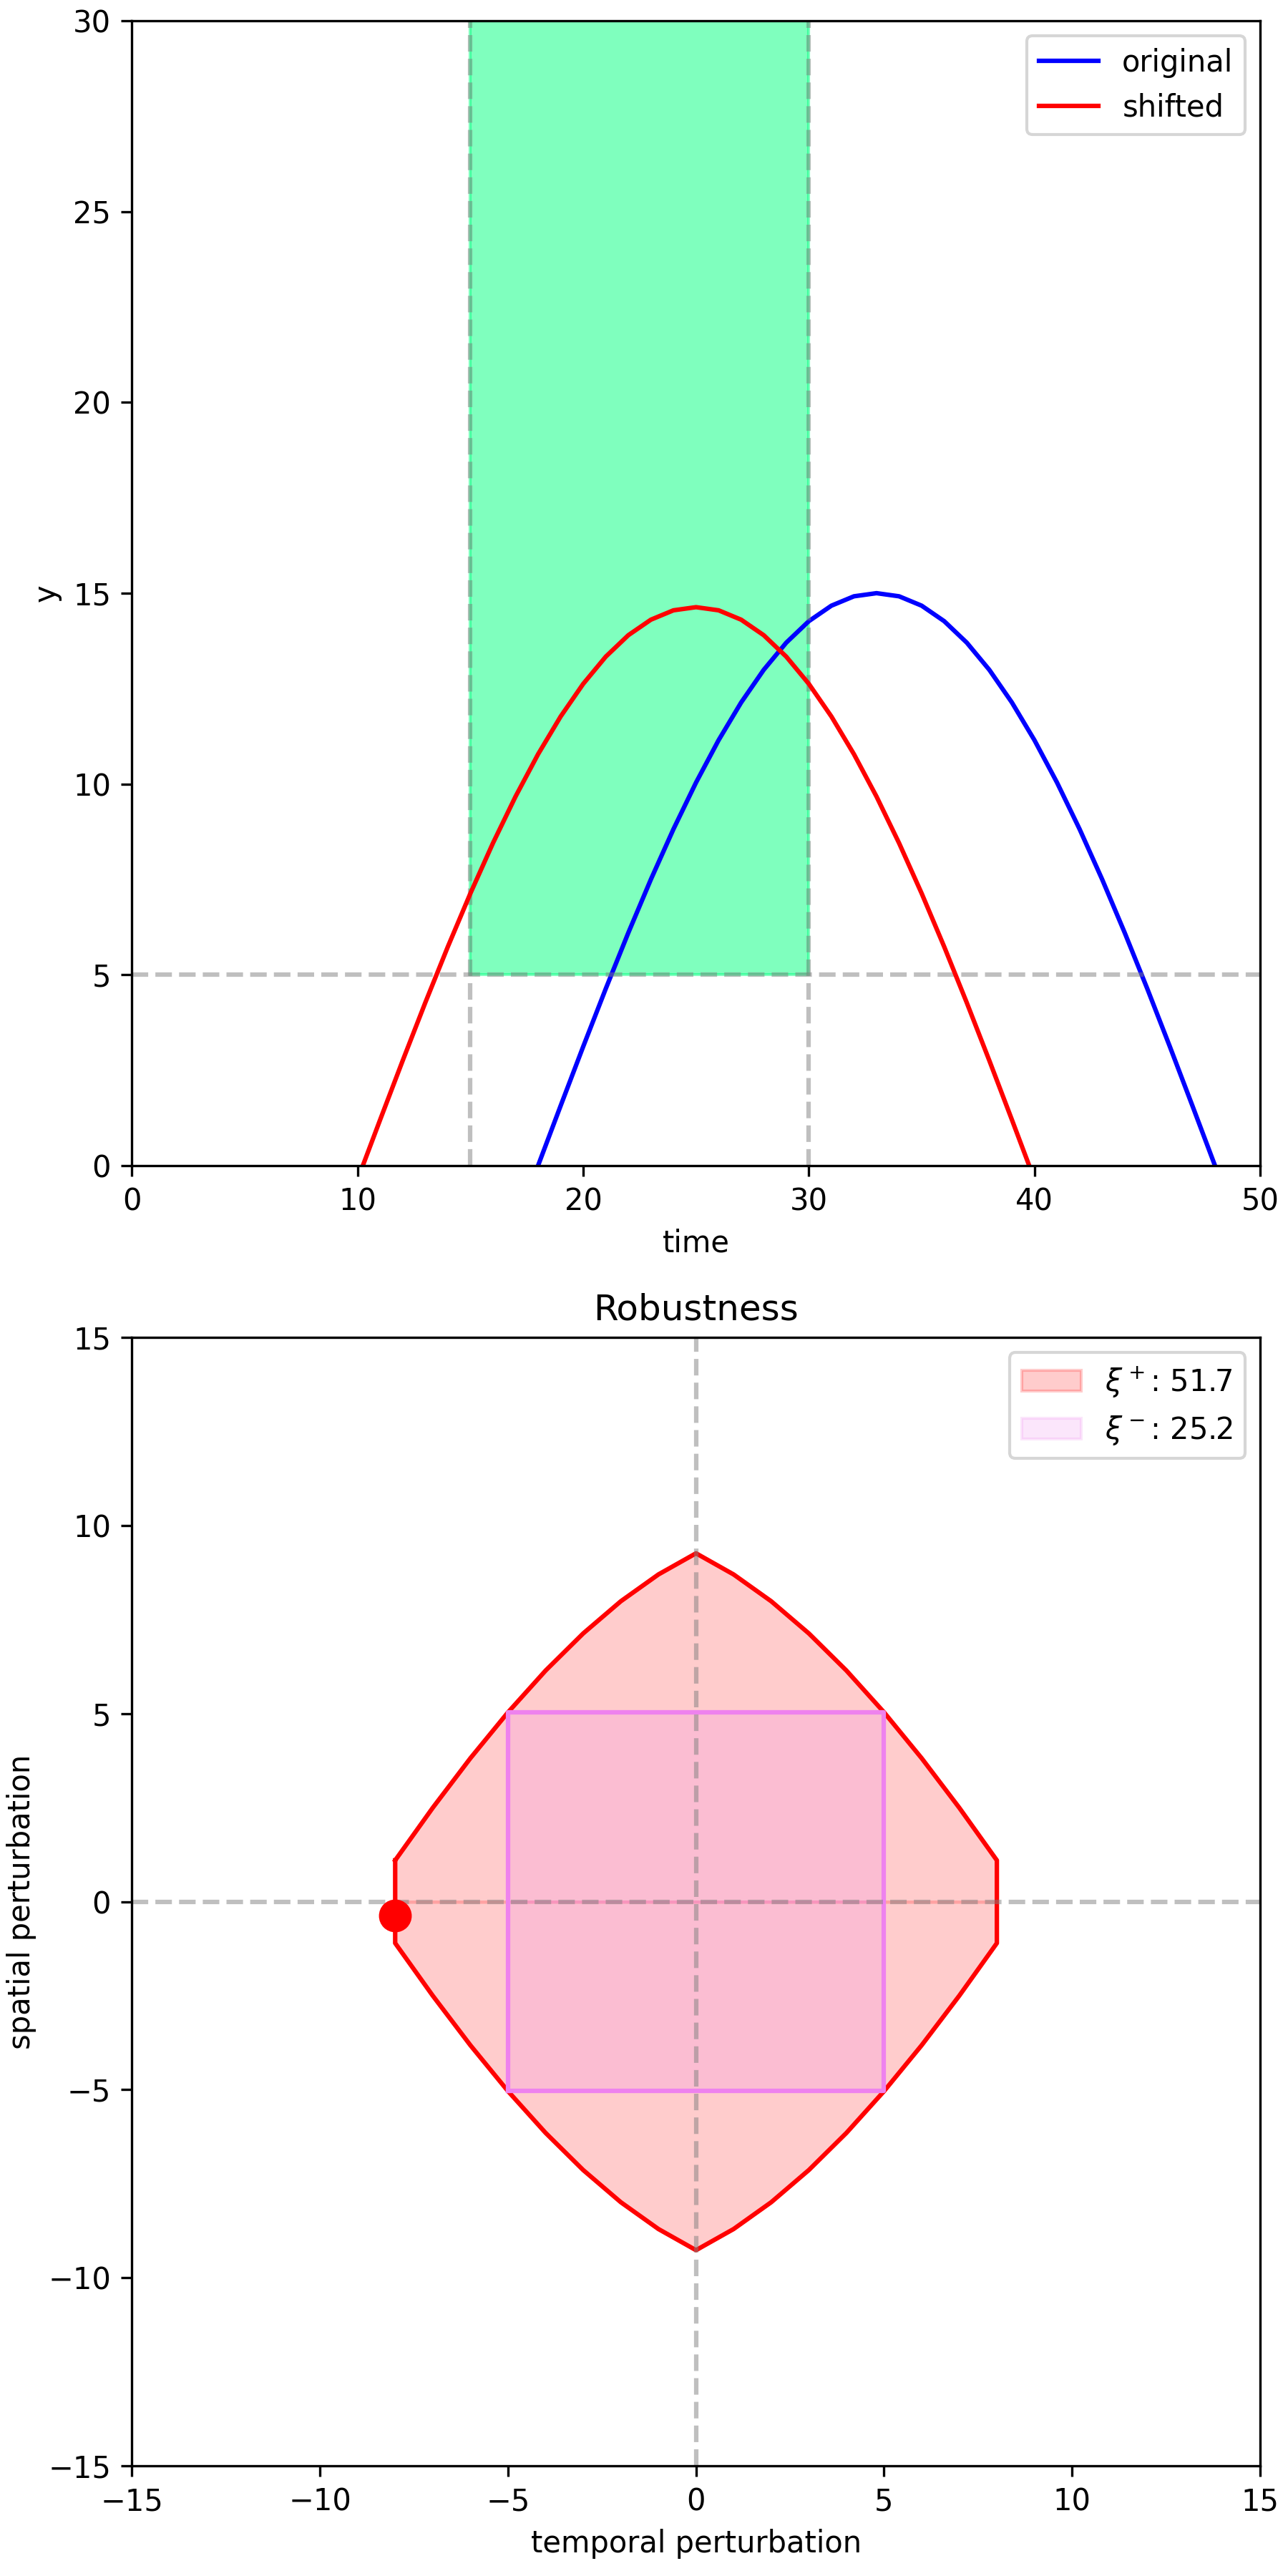 30
25
20
15
10
5
0
y
original
shifted
0 10 20 30 40 50
time
Robustness
15
10
5
0
−5
−10
−15
spatial perturbation
ξ⁺: 51.7
ξ⁻: 25.2
−15 −10 −5 0 5 10 15
temporal perturbation